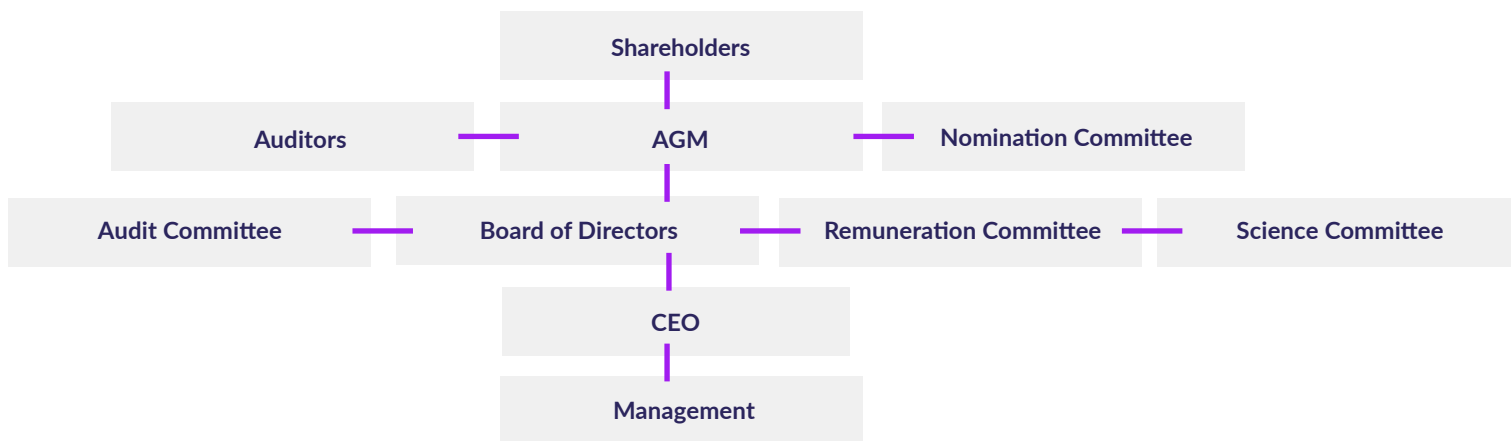 Shareholders
Auditors
AGM
Nomination Committee
Audit Committee
Board of Directors
Remuneration Committee
Science Committee
CEO
Management